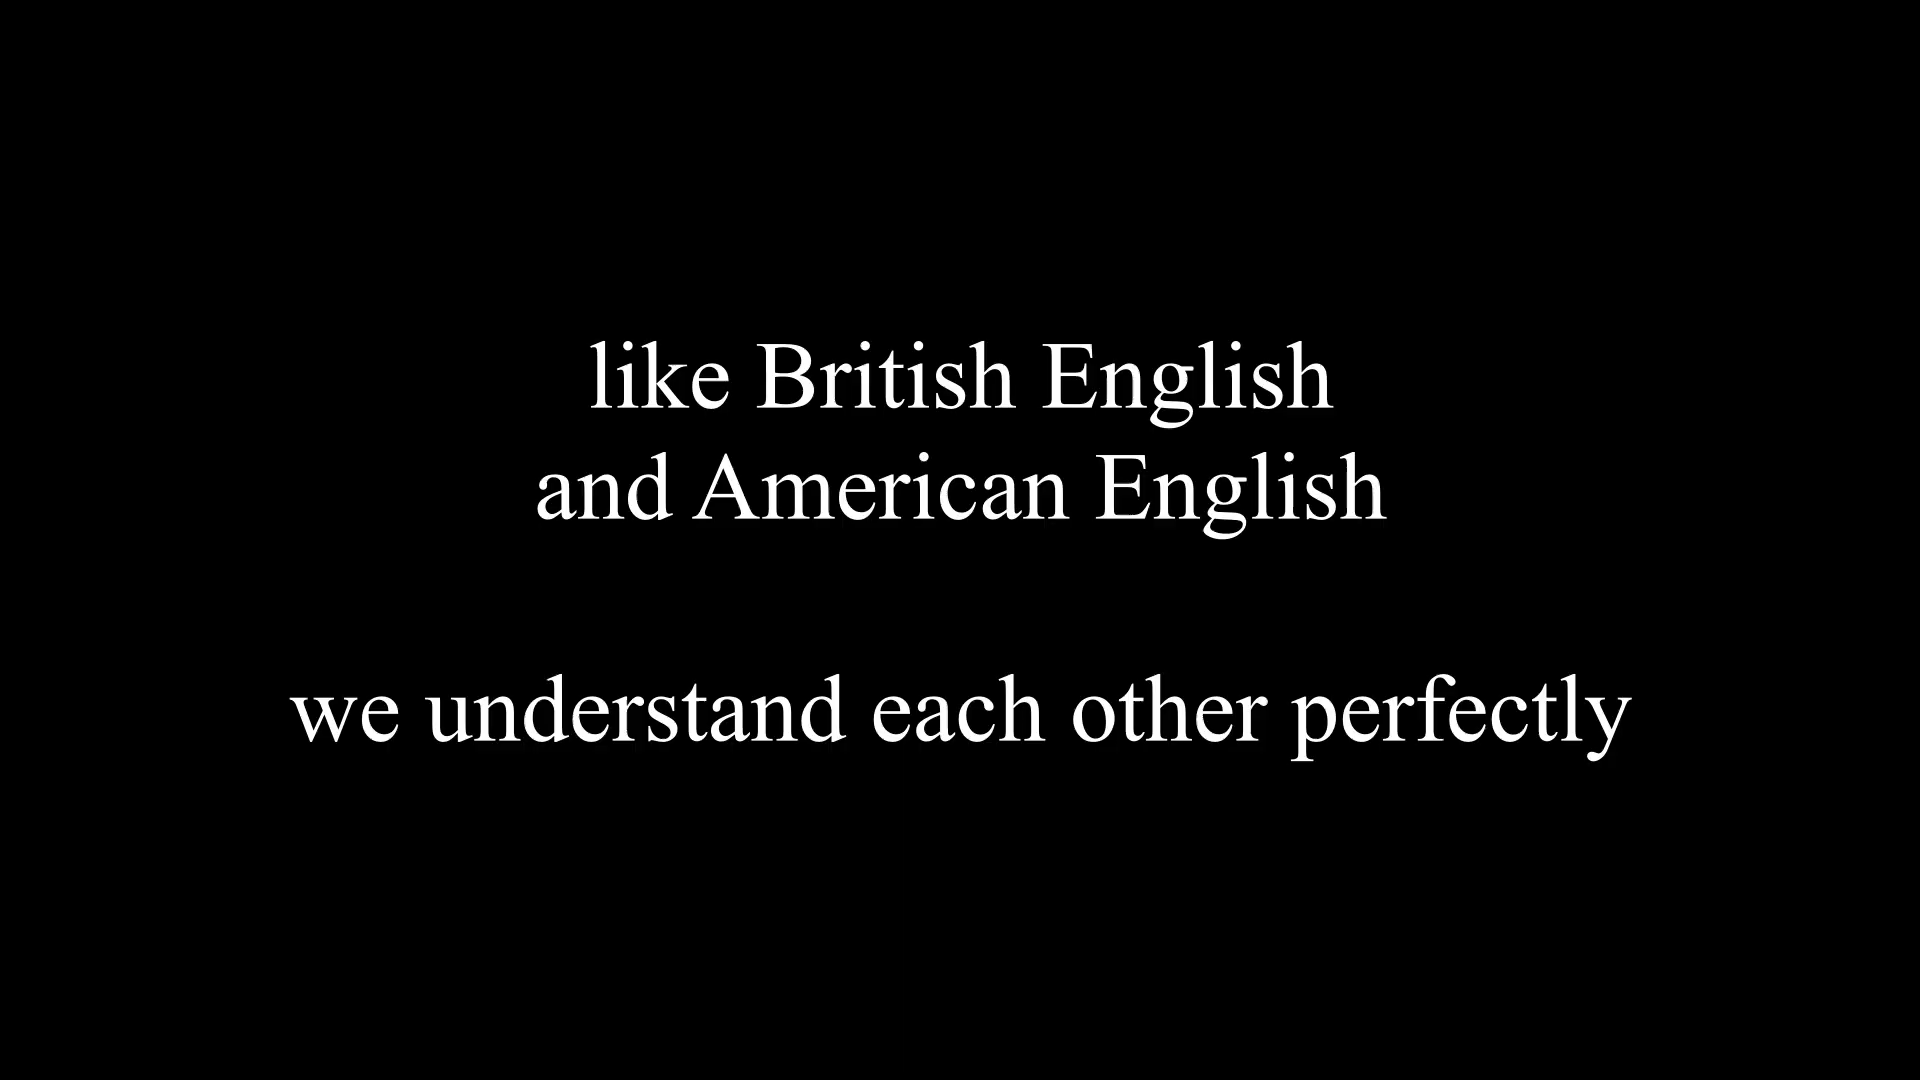 like British English
and American English
we understand each other perfectly